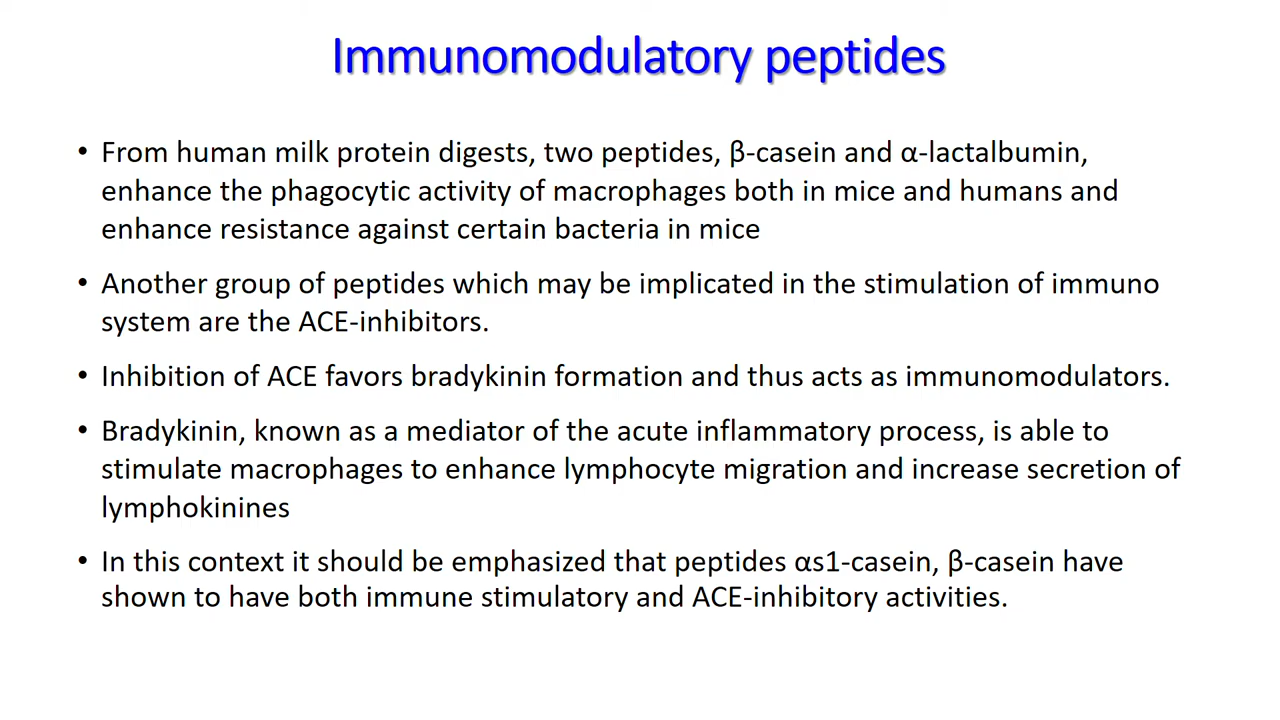 Immunomodulatory peptides
• From human milk protein digests, two peptides, β-casein and α-lactalbumin,
enhance the phagocytic activity of macrophages both in mice and humans and
enhance resistance against certain bacteria in mice
• Another group of peptides which may be implicated in the stimulation of immuno
system are the ACE-inhibitors.
• Inhibition of ACE favors bradykinin formation and thus acts as immunomodulators.
• Bradykinin, known as a mediator of the acute inflammatory process, is able to
stimulate macrophages to enhance lymphocyte migration and increase secretion of
lymphokinines
• In this context it should be emphasized that peptides αs1-casein, β-casein have
shown to have both immune stimulatory and ACE-inhibitory activities.